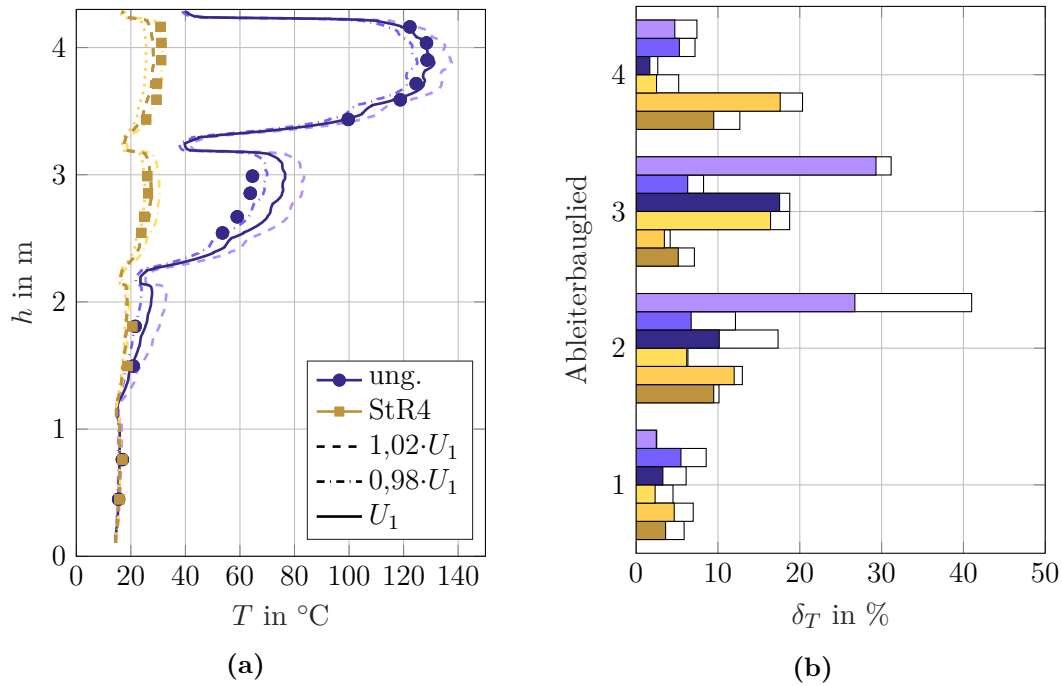 h in m
4
3
2
1
0
0 20 40 60 80 100 120 140
T in °C
ung.
StR4
1,02·U₁
0,98·U₁
U₁
(a)
Ableiterbauglied
4
3
2
1
0 10 20 30 40 50
δ_T in %
(b)